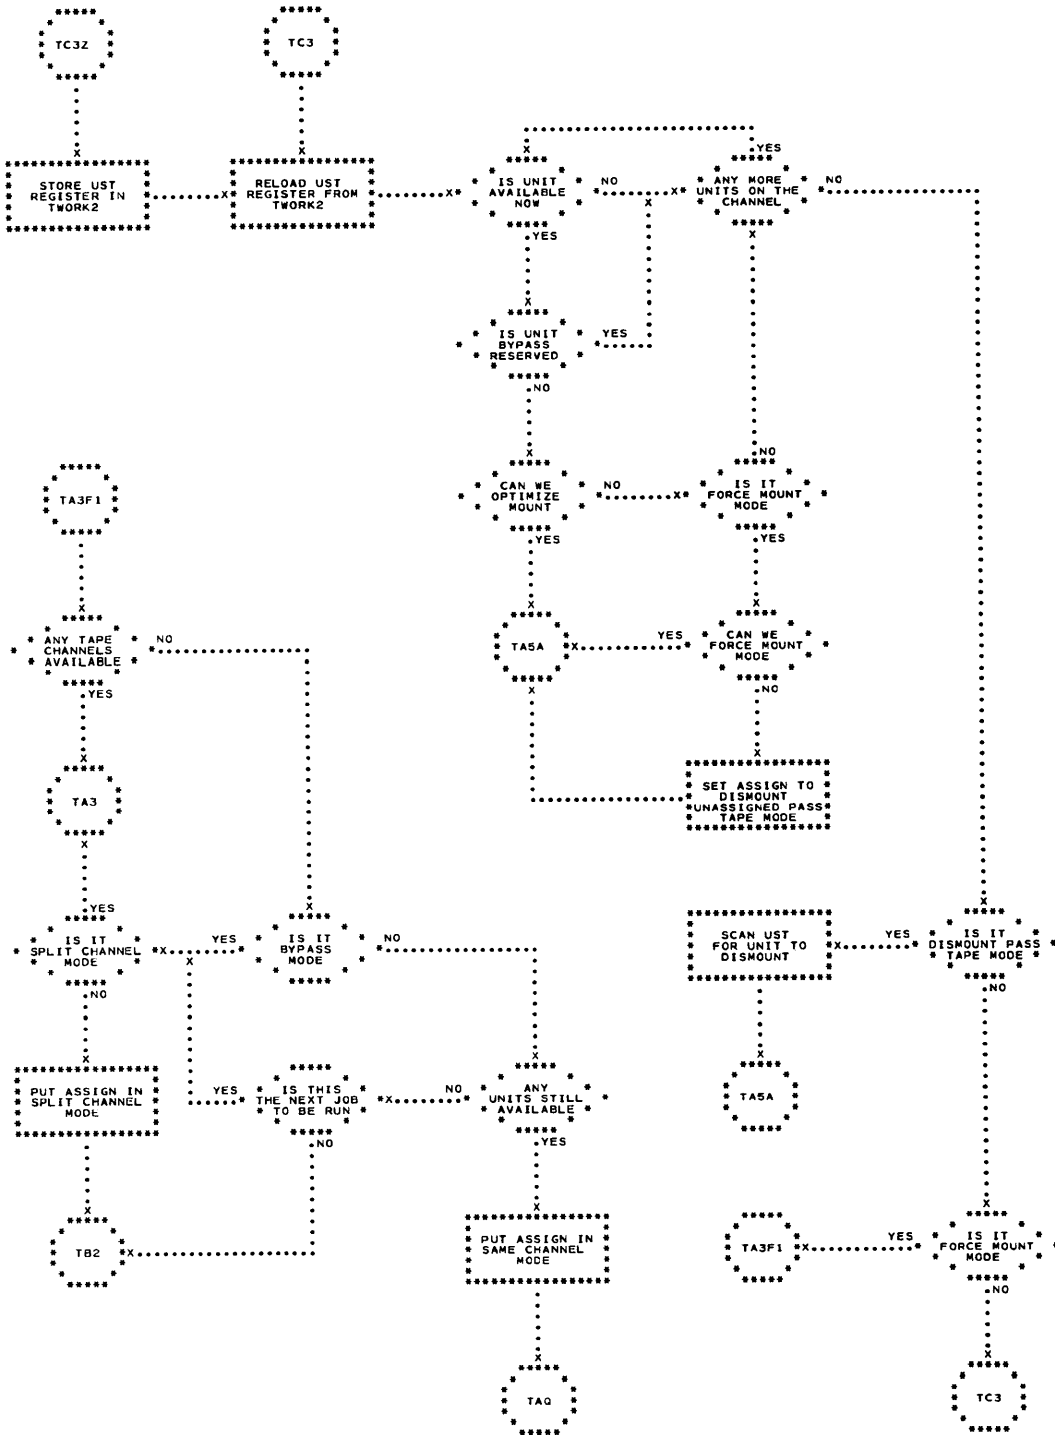 TC3Z
TC3
STORE UST
REGISTER IN
TWORK2
RELOAD UST
REGISTER FROM
TWORK2
IS UNIT
AVAILABLE
NOW
NO
YES
YES
ANY MORE
UNITS ON THE
CHANNEL
NO
IS UNIT
BYPASS
RESERVED
YES
NO
CAN WE
OPTIMIZE
MOUNT
NO
YES
NO
IS IT
FORCE MOUNT
MODE
YES
TA3F1
ANY TAPE
CHANNELS
AVAILABLE
NO
YES
TA5A
YES
CAN WE
FORCE MOUNT
MODE
NO
TA3
SET ASSIGN TO
DISMOUNT
UNASSIGNED PASS
TAPE MODE
YES
IS IT
SPLIT CHANNEL
MODE
NO
YES
IS IT
BYPASS
MODE
NO
SCAN UST
FOR UNIT TO
DISMOUNT
YES
IS IT
DISMOUNT PASS
TAPE MODE
NO
PUT ASSIGN IN
SPLIT CHANNEL
MODE
YES
IS THIS
THE NEXT JOB
TO BE RUN
NO
NO
ANY
UNITS STILL
AVAILABLE
YES
TA5A
TB2
PUT ASSIGN IN
SAME CHANNEL
MODE
TA3F1
YES
IS IT
FORCE MOUNT
MODE
NO
TAQ
TC3